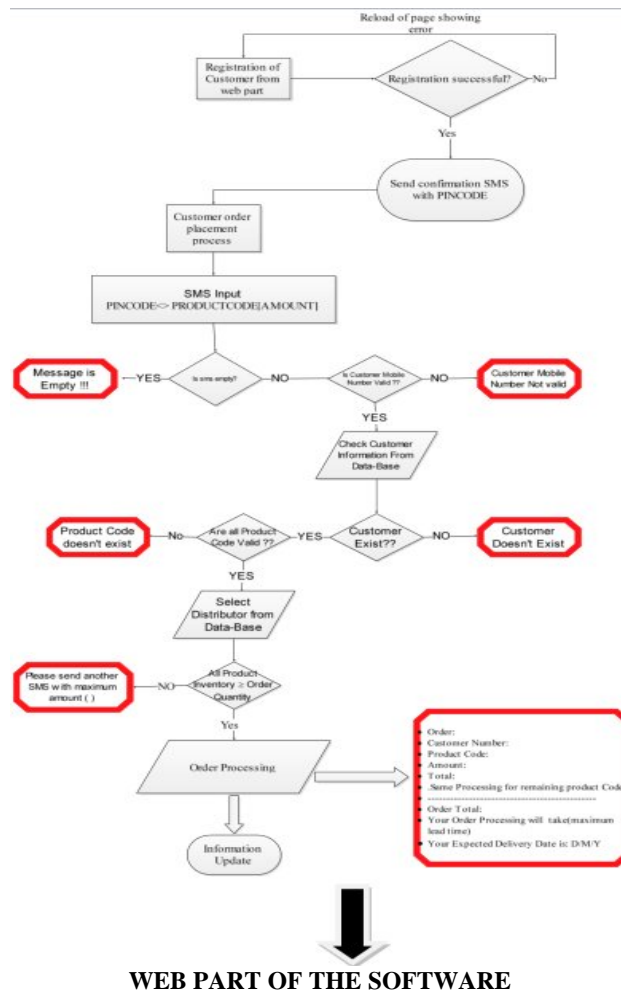 Reload of page showing
error
Registration of
Customer from
web part
Registration successful?
No
Yes
Send confirmation SMS
with PINCODE
Customer order
placement
process
SMS Input
PINCODE<> PRODUCTCODE[AMOUNT]
Message is
Empty !!!
YES
Is sms empty?
NO
Is Customer Mobile
Number Valid ??
NO
Customer Mobile
Number Not valid
YES
Check Customer
Information From
Data-Base
Product Code
doesn't exist
No
Are all Product
Code Valid ??
YES
Customer
Exist??
NO
Customer
Doesn't Exist
YES
Select
Distributor from
Data-Base
Please send another
SMS with maximum
amount ( )
NO
All Product
Inventory ≥ Order
Quantity
Yes
Order Processing
Order:
Customer Number:
Product Code:
Amount:
Total:
.Same Processing for remaining product Code
--------------------------------------------
Order Total:
Your Order Processing will take(maximum
lead time)
Your Expected Delivery Date is: D/M/Y
Information
Update
WEB PART OF THE SOFTWARE